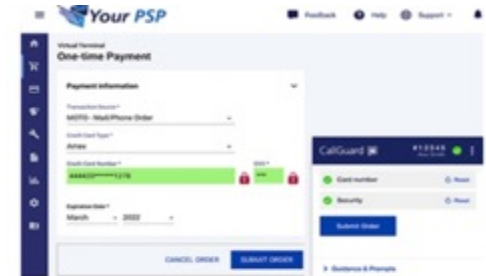 Your PSP
Feedback
Help
Support
Virtual Terminal
One-time Payment
Payment Information
Transaction Source *
MOTO - Mail/Phone Order
Credit Card Type *
Amex
Credit Card Number *
CVV *
Expiration Date *
March
2022
CANCEL ORDER
SUBMIT ORDER
CallGuard
#12345
Card number
Reset
Security
Reset
Submit Order
Guidance & Prompts